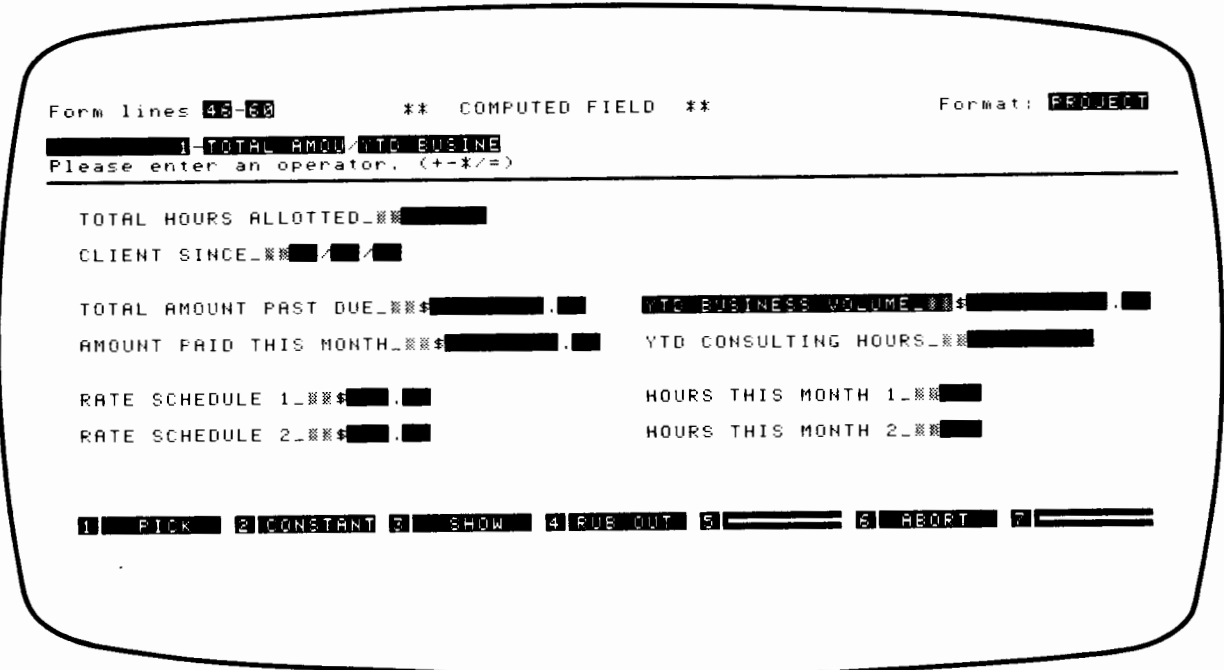 Form lines 46-60 ** COMPUTED FIELD ** Format: PROJECT
1-TOTAL AMOU/YTD BUSINE
Please enter an operator. (+-*/=)
TOTAL HOURS ALLOTTED_
CLIENT SINCE_ / /
TOTAL AMOUNT PAST DUE_ $ . YTD BUSINESS VOLUME_ $ .
AMOUNT PAID THIS MONTH_ $ . YTD CONSULTING HOURS_
RATE SCHEDULE 1_ $ . HOURS THIS MONTH 1_
RATE SCHEDULE 2_ $ . HOURS THIS MONTH 2_
1 PICK 2 CONSTANT 3 SHOW 4 RUB OUT 5 6 ABORT 7